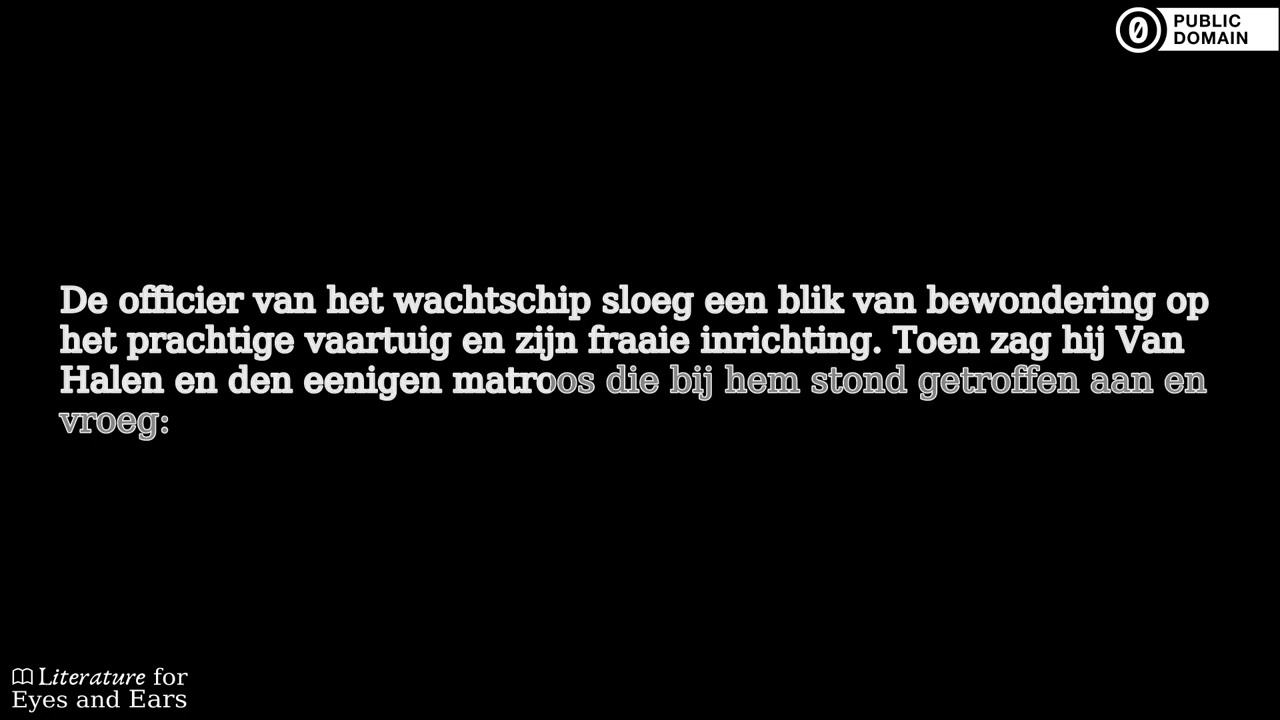 PUBLIC
DOMAIN
De officier van het wachtschip sloeg een blik van bewondering op
het prachtige vaartuig en zijn fraaie inrichting. Toen zag hij Van
Halen en den eenigen matroos die bij hem stond getroffen aan en
vroeg:
Literature for
Eyes and Ears